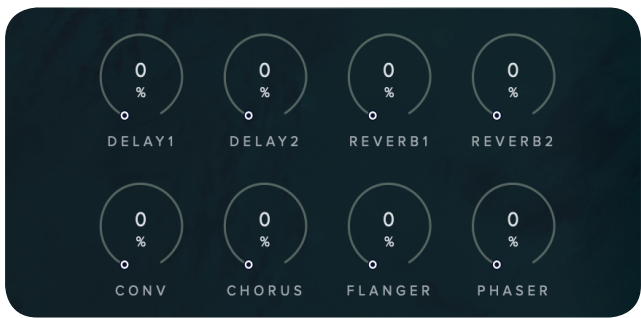 0 0 0 0
% % % %
DELAY1 DELAY2 REVERB1 REVERB2
0 0 0 0
% % % %
CONV CHORUS FLANGER PHASER